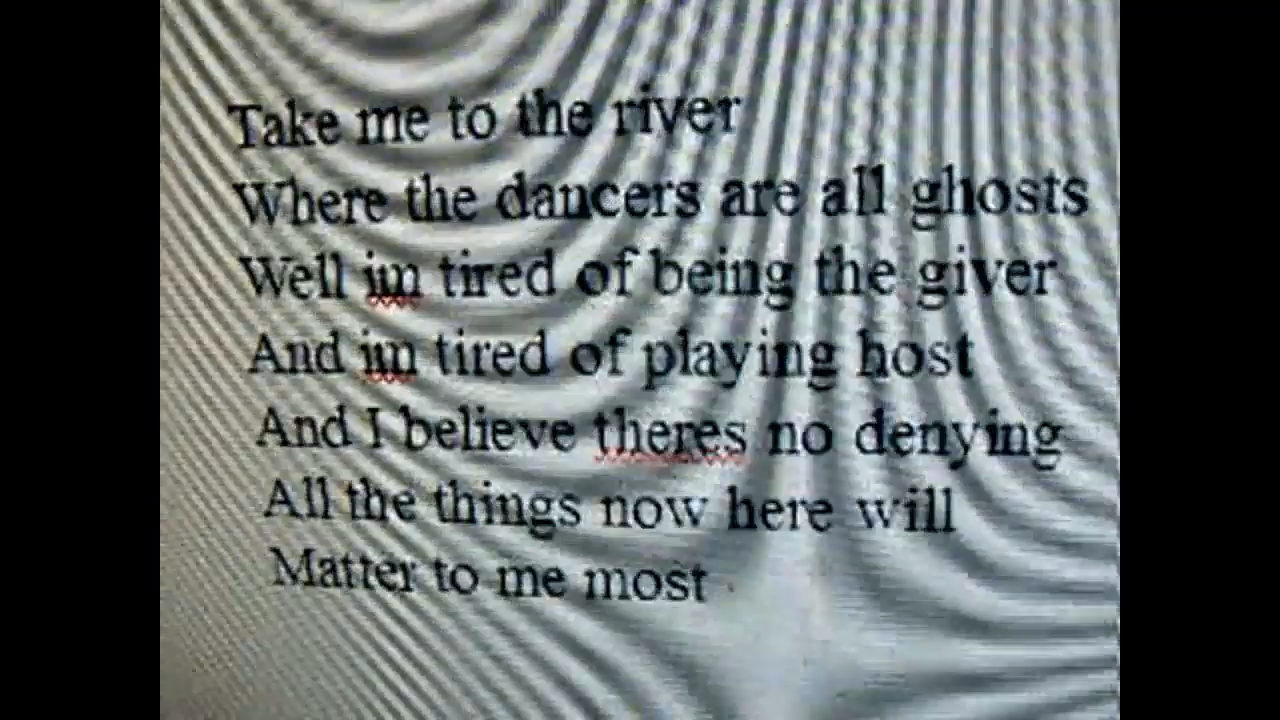 Take me to the river
Where the dancers are all ghosts
Well im tired of being the giver
And im tired of playing host
And I believe theres no denying
All the things now here will
Matter to me most